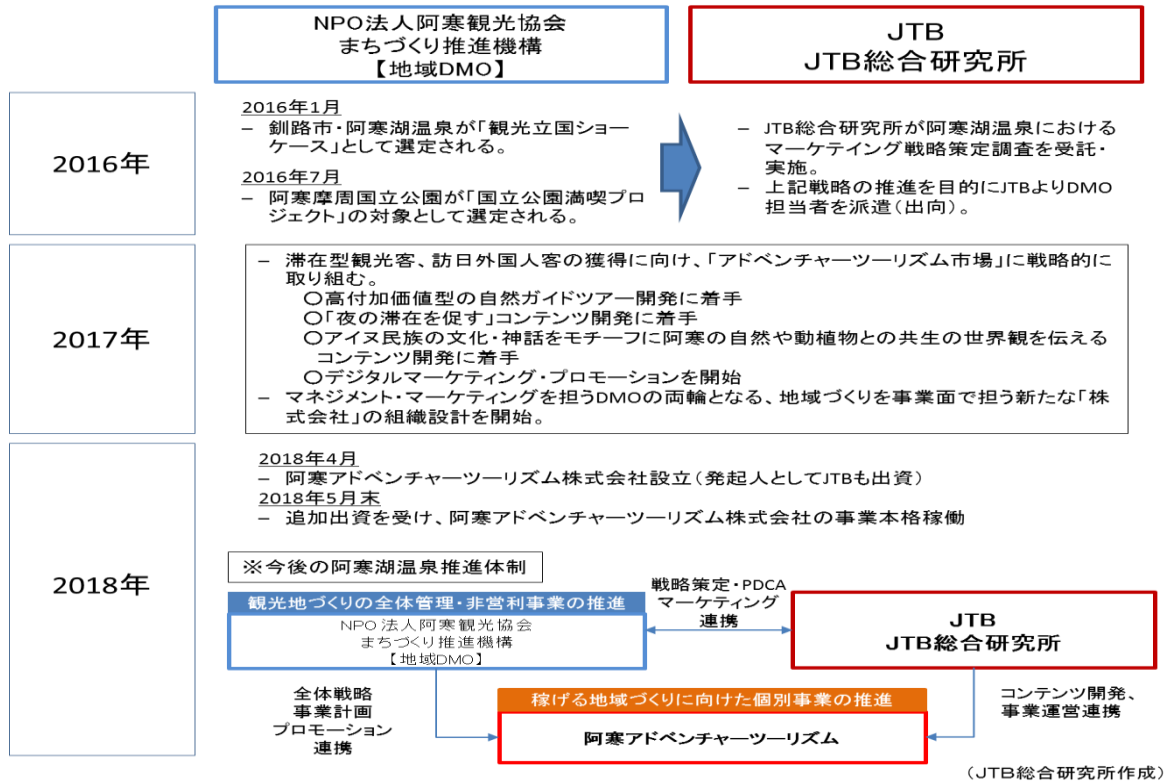 NPO法人阿寒観光協会
まちづくり推進機構
【地域DMO】
JTB
JTB総合研究所
2016年
2016年1月
– 釧路市・阿寒湖温泉が「観光立国ショー
ケース」として選定される。
2016年7月
– 阿寒摩周国立公園が「国立公園満喫プロ
ジェクト」の対象として選定される。
– JTB総合研究所が阿寒湖温泉における
マーケテイング戦略策定調査を受託・
実施。
– 上記戦略の推進を目的にJTBよりDMO
担当者を派遣（出向）。
2017年
– 滞在型観光客、訪日外国人客の獲得に向け、「アドベンチャーツーリズム市場」に戦略的に
取り組む。
〇高付加価値型の自然ガイドツアー開発に着手
〇「夜の滞在を促す」コンテンツ開発に着手
〇アイヌ民族の文化・神話をモチーフに阿寒の自然や動植物との共生の世界観を伝える
コンテンツ開発に着手
〇デジタルマーケティング・プロモーションを開始
– マネジメント・マーケティングを担うDMOの両輪となる、地域づくりを事業面で担う新たな「株
式会社」の組織設計を開始。
2018年
2018年4月
– 阿寒アドベンチャーツーリズム株式会社設立（発起人としてJTBも出資）
2018年5月末
– 追加出資を受け、阿寒アドベンチャーツーリズム株式会社の事業本格稼働
※今後の阿寒湖温泉推進体制
観光地づくりの全体管理・非営利事業の推進
NPO法人阿寒観光協会
まちづくり推進機構
【地域DMO】
戦略策定・PDCA
マーケティング
連携
JTB
JTB総合研究所
全体戦略
事業計画
プロモーション
連携
稼げる地域づくりに向けた個別事業の推進
阿寒アドベンチャーツーリズム
コンテンツ開発、
事業運営連携
（JTB総合研究所作成）